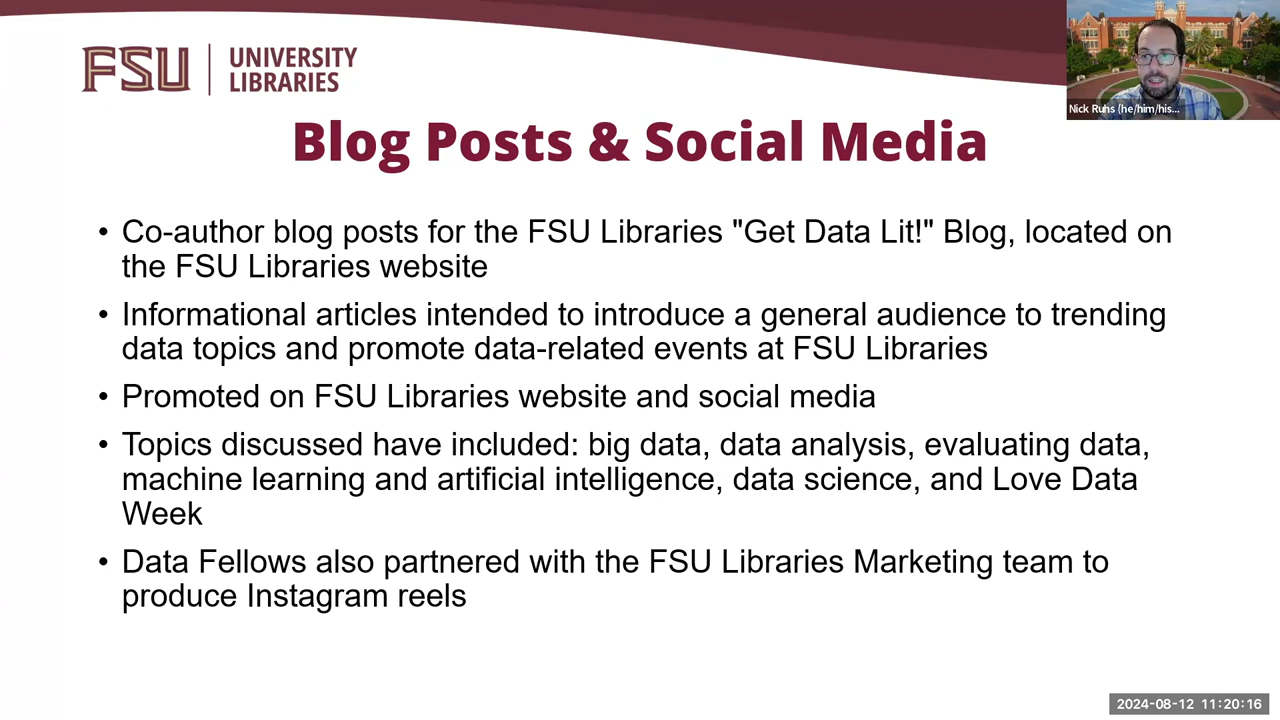 FSU
UNIVERSITY
LIBRARIES
Nick Ruhs (he/him/his...
Blog Posts & Social Media
• Co-author blog posts for the FSU Libraries "Get Data Lit!" Blog, located on
the FSU Libraries website
• Informational articles intended to introduce a general audience to trending
data topics and promote data-related events at FSU Libraries
• Promoted on FSU Libraries website and social media
• Topics discussed have included: big data, data analysis, evaluating data,
machine learning and artificial intelligence, data science, and Love Data
Week
• Data Fellows also partnered with the FSU Libraries Marketing team to
produce Instagram reels
2024-08-12 11:20:16